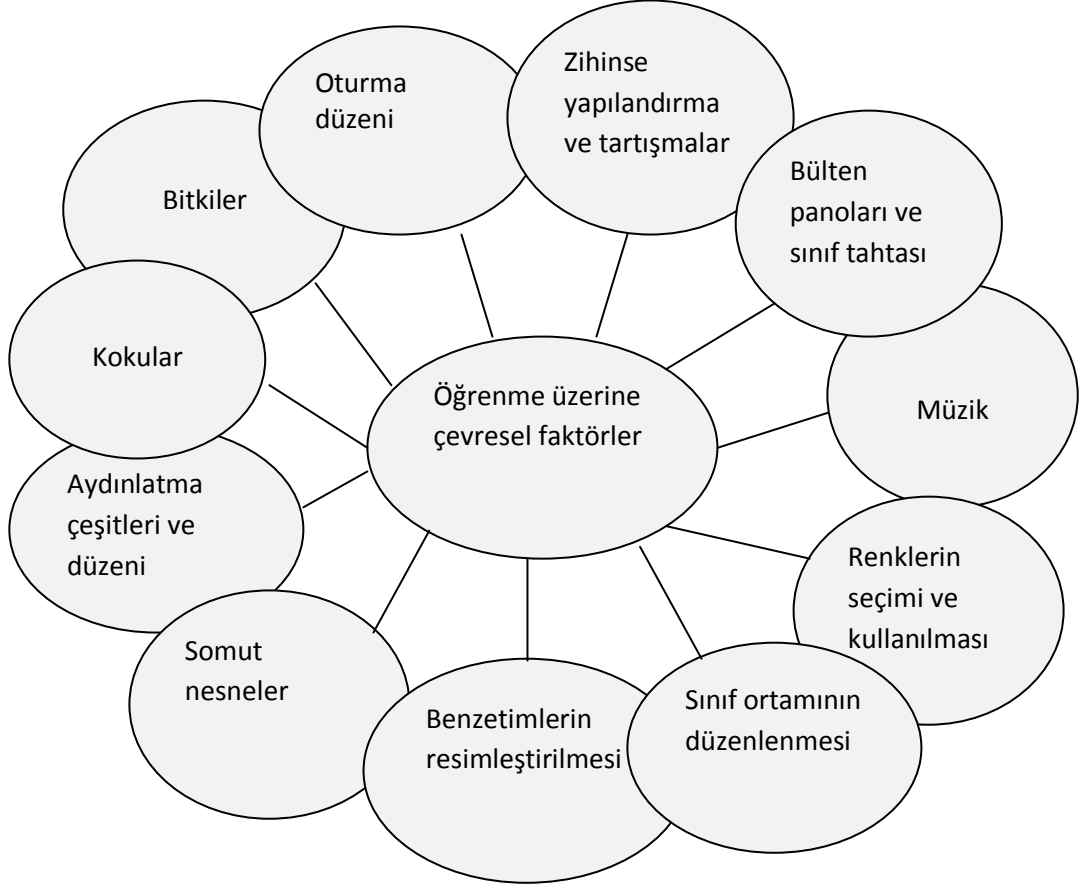 Oturma
düzeni
Zihinse
yapılandırma
ve tartışmalar
Bülten
panoları ve
sınıf tahtası
Bitkiler
Kokular
Öğrenme üzerine
çevresel faktörler
Müzik
Aydınlatma
çeşitleri ve
düzeni
Renklerin
seçimi ve
kullanılması
Somut
nesneler
Benzetimlerin
resimleştirilmesi
Sınıf ortamının
düzenlenmesi